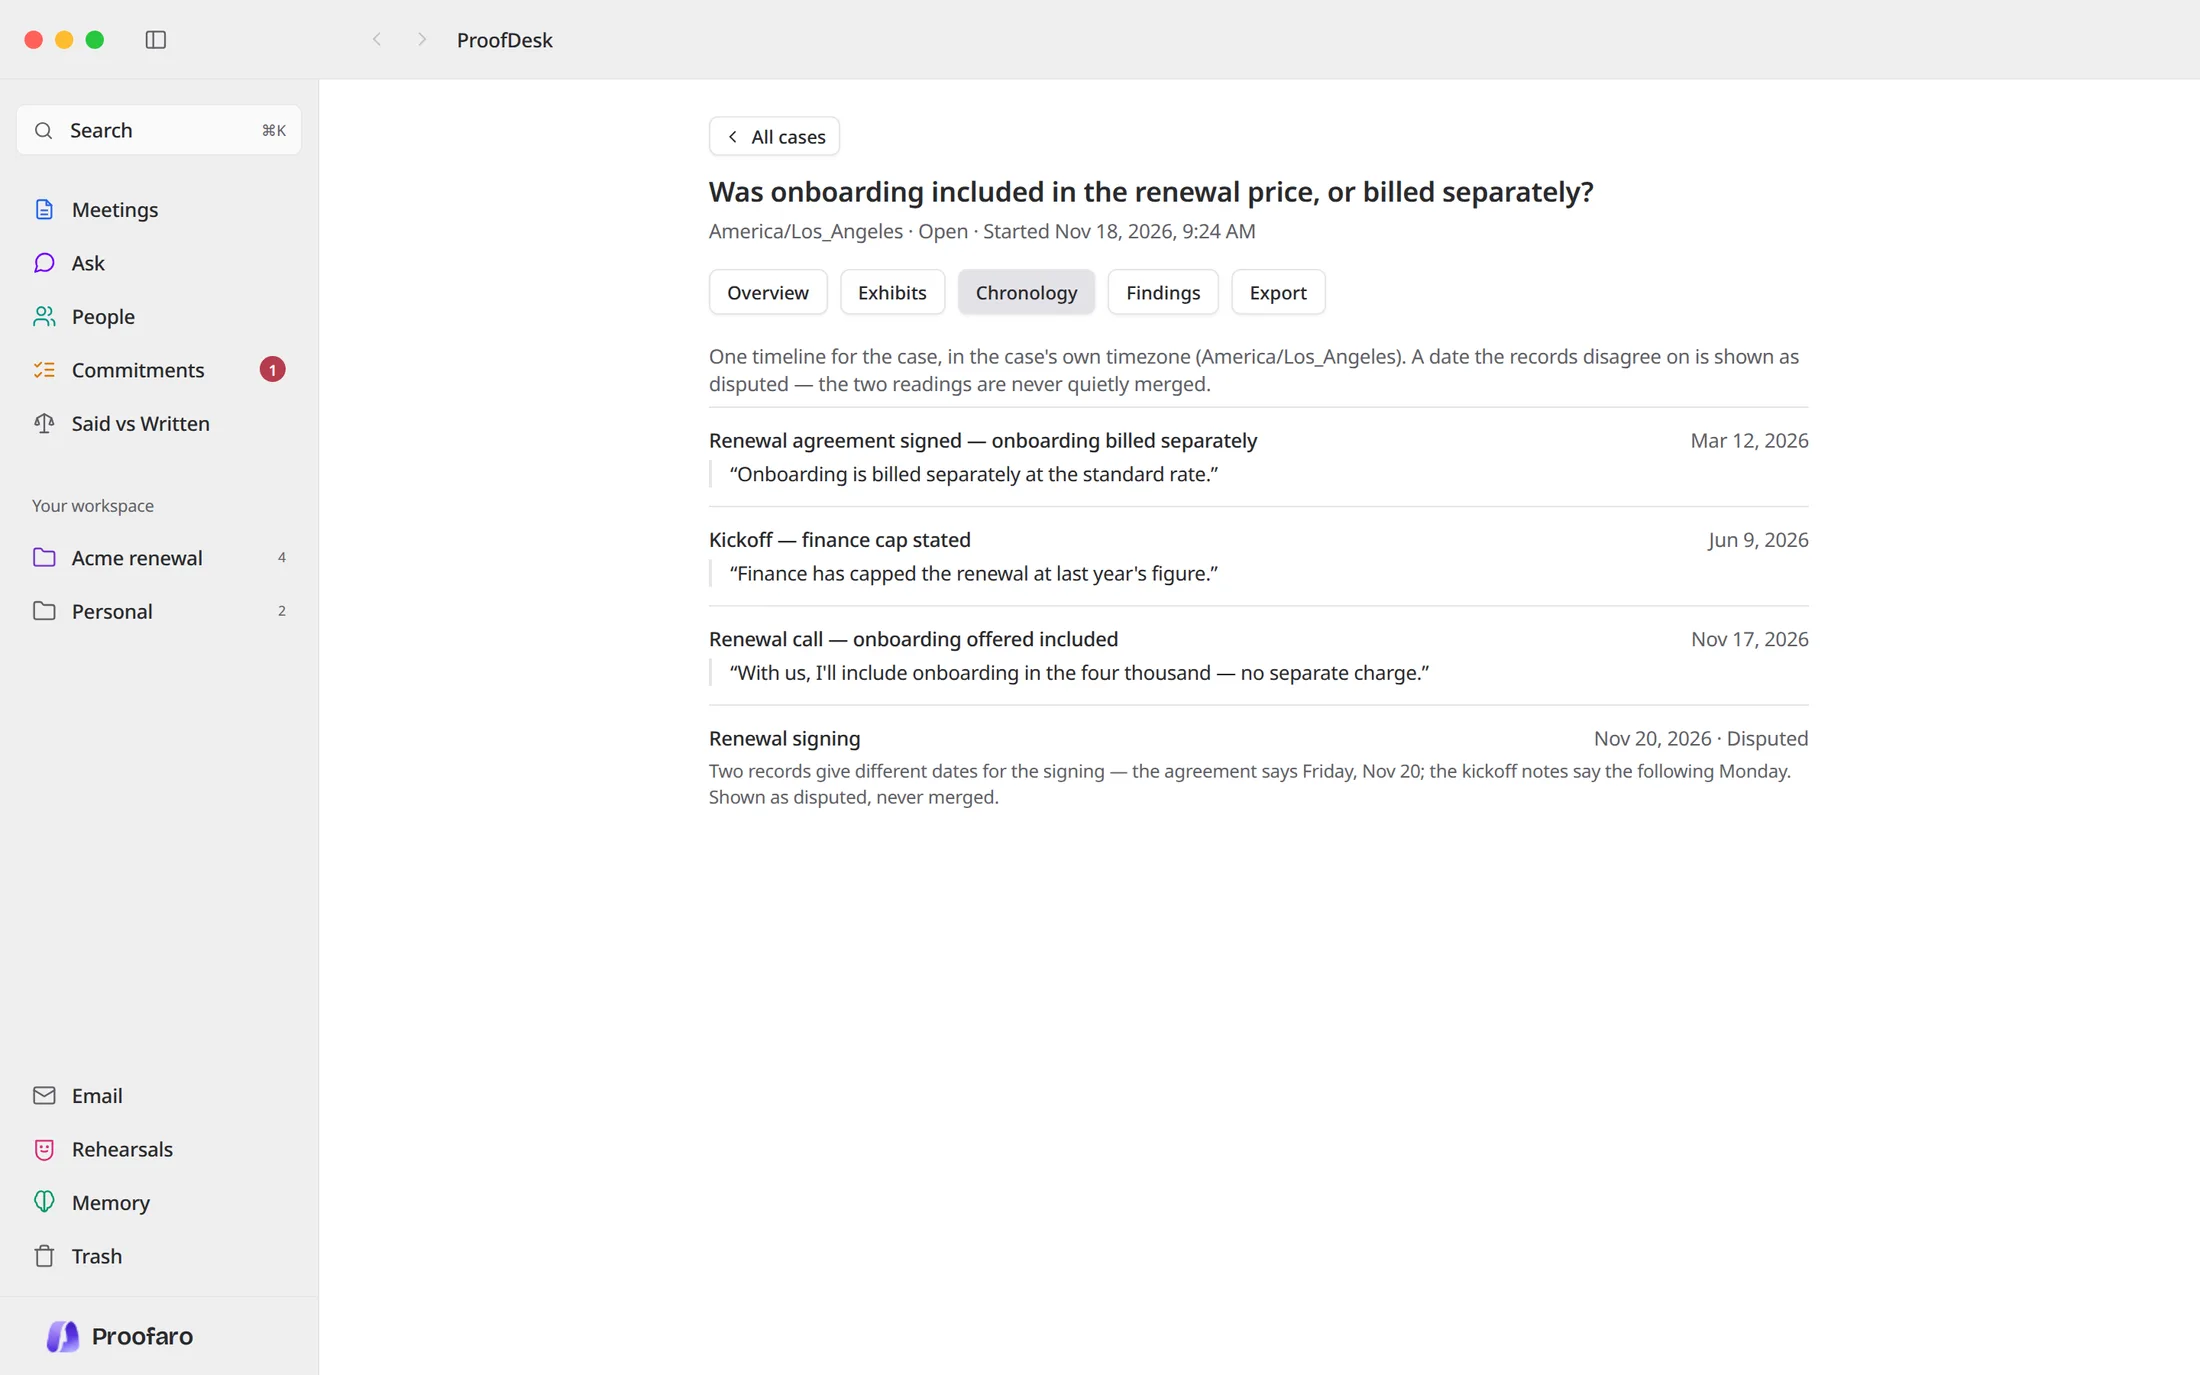 ProofDesk
Search ⌘K
Meetings
Ask
People
Commitments 1
Said vs Written
Your workspace
Acme renewal 4
Personal 2
Email
Rehearsals
Memory
Trash
Proofaro
All cases
Was onboarding included in the renewal price, or billed separately?
America/Los_Angeles · Open · Started Nov 18, 2026, 9:24 AM
Overview Exhibits Chronology Findings Export
One timeline for the case, in the case's own timezone (America/Los_Angeles). A date the records disagree on is shown as
disputed — the two readings are never quietly merged.
Renewal agreement signed — onboarding billed separately Mar 12, 2026
“Onboarding is billed separately at the standard rate.”
Kickoff — finance cap stated Jun 9, 2026
“Finance has capped the renewal at last year's figure.”
Renewal call — onboarding offered included Nov 17, 2026
“With us, I'll include onboarding in the four thousand — no separate charge.”
Renewal signing Nov 20, 2026 · Disputed
Two records give different dates for the signing — the agreement says Friday, Nov 20; the kickoff notes say the following Monday.
Shown as disputed, never merged.